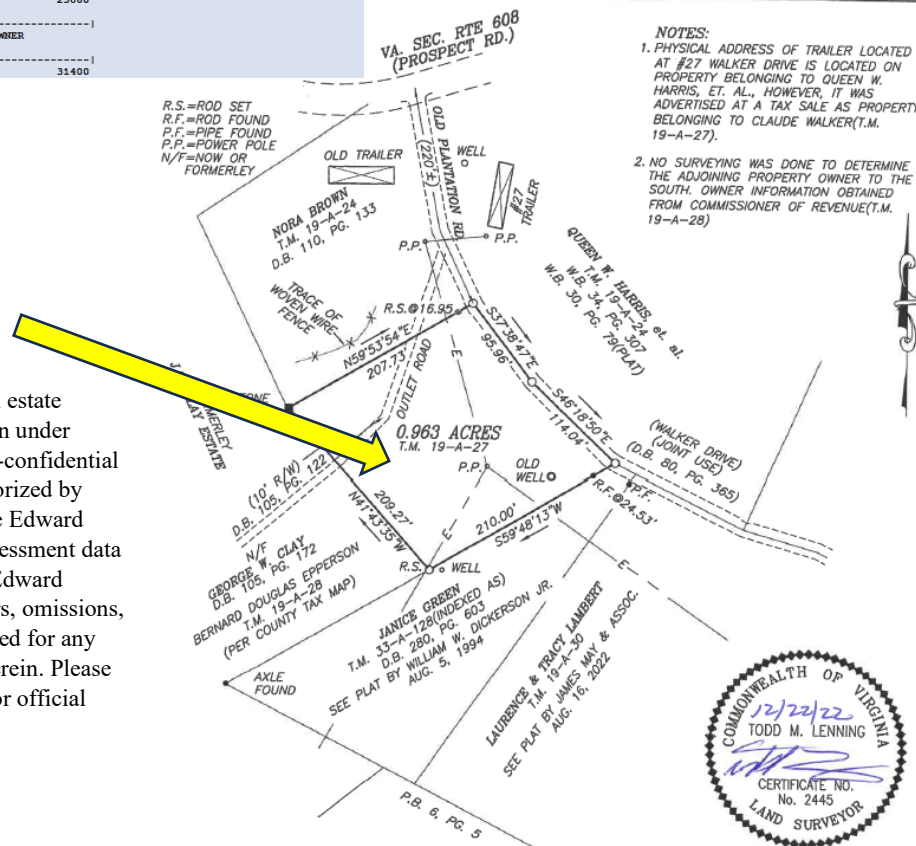 WNER
31400
VA. SEC. RTE 608
(PROSPECT RD.)
NOTES:
1. PHYSICAL ADDRESS OF TRAILER LOCATED
AT #27 WALKER DRIVE IS LOCATED ON
PROPERTY BELONGING TO QUEEN W.
HARRIS, ET. AL., HOWEVER, IT WAS
ADVERTISED AT A TAX SALE AS PROPERTY
BELONGING TO CLAUDE WALKER(T.M.
19-A-27).
2. NO SURVEYING WAS DONE TO DETERMINE
THE ADJOINING PROPERTY OWNER TO THE
SOUTH. OWNER INFORMATION OBTAINED
FROM COMMISSIONER OF REVENUE(T.M.
19-A-28)
R.S.=ROD SET
R.F.=ROD FOUND
P.F.=PIPE FOUND
P.P.=POWER POLE
N/F=NOW OR
FORMERLEY
OLD TRAILER
OLD PLANTATION RD.
(220'±)
WELL
#27
TRAILER
NORA BROWN
T.M. 19-A-24
D.B. 110, PG. 133
P.P.
P.P.
QUEEN W. HARRIS, et. al.
T.M. 19-A-24
W.B. 34, PG. 307
W.B. 30, PG. 79(PLAT)
TRACE OF
WOVEN WIRE
FENCE
R.S.@16.95
N59°53'54"E
207.73'
S37°38'47"E
95.96'
E
OUTLET ROAD
S46°18'50"E
114.04'
(WALKER DRIVE)
(JOINT USE)
(D.B. 80, PG. 365)
MERLEY
LAY ESTATE
0.963 ACRES
T.M. 19-A-27
P.P.
OLD
WELL
P.F.
R.F.@24.53'
(10' R/W)
D.B. 105, PG. 122
209.27'
N41°43'35"W
210.00'
S59°48'13"W
E
E
R.S.
WELL
N/F
GEORGE W. CLAY
D.B. 105, PG. 172
BERNARD DOUGLAS EPPERSON
T.M. 19-A-28
(PER COUNTY TAX MAP)
JANICE GREEN
T.M. 33-A-128(INDEXED AS)
D.B. 280, PG. 603
SEE PLAT BY WILLIAM W. DICKERSON JR.
AUG. 5, 1994
LAURENCE & TRACY LAMBERT
T.M. 19-A-30
SEE PLAT BY JAMES MAY & ASSOC.
AUG. 16, 2022
AXLE
FOUND
P.B. 6, PG. 5
estate
n under
-confidential
orized by
e Edward
essment data
Edward
rs, omissions,
ed for any
rein. Please
or official
COMMONWEALTH OF VIRGINIA
12/22/22
TODD M. LENNING
CERTIFICATE NO.
No. 2445
LAND SURVEYOR